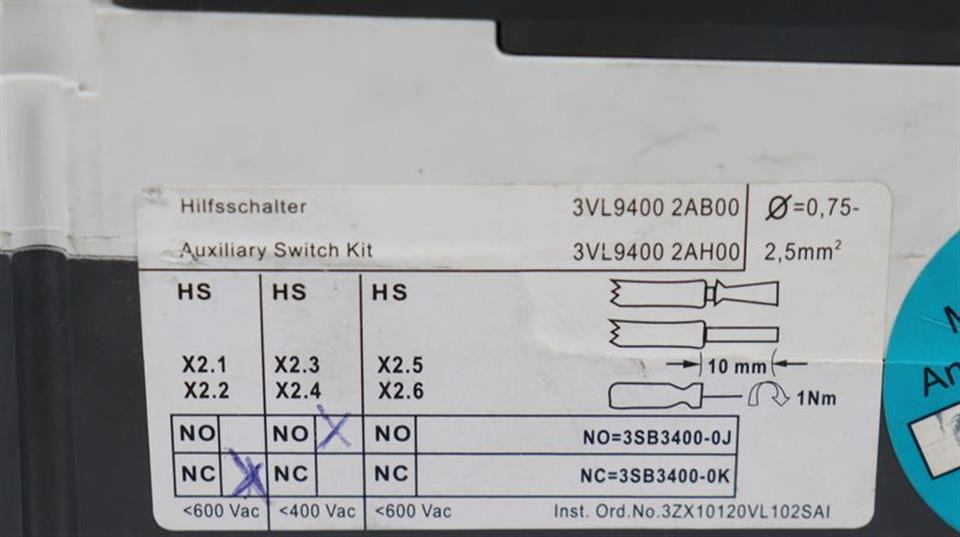 Hilfsschalter 3VL9400 2AB00 Ø=0,75-
Auxiliary Switch Kit 3VL9400 2AH00 2,5mm²
HS HS HS
X2.1 X2.3 X2.5
X2.2 X2.4 X2.6
10 mm
1Nm
NO NO X NO NO=3SB3400-0J
NC X NC NC NC=3SB3400-0K
<600 Vac <400 Vac <600 Vac Inst. Ord.No.3ZX10120VL102SAI